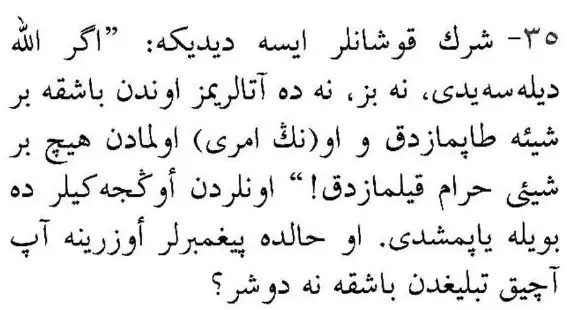 ٣٥- شرك قوشانلر ايسه ديديكه: ”اگر الله
ديله‌سه‌يدى، نه بز، نه ده آتالريمز اوندن باشقه بر
شيئه طاپمازدق و او(نڭ امرى) اولمادن هيچ بر
شيئى حرام قيلمازدق!“ اونلردن أوڭجه‌كيلر ده
بويله ياپمشدى. او حالده پيغمبرلر أوزرينه آپ
آچيق تبليغدن باشقه نه دوشر؟